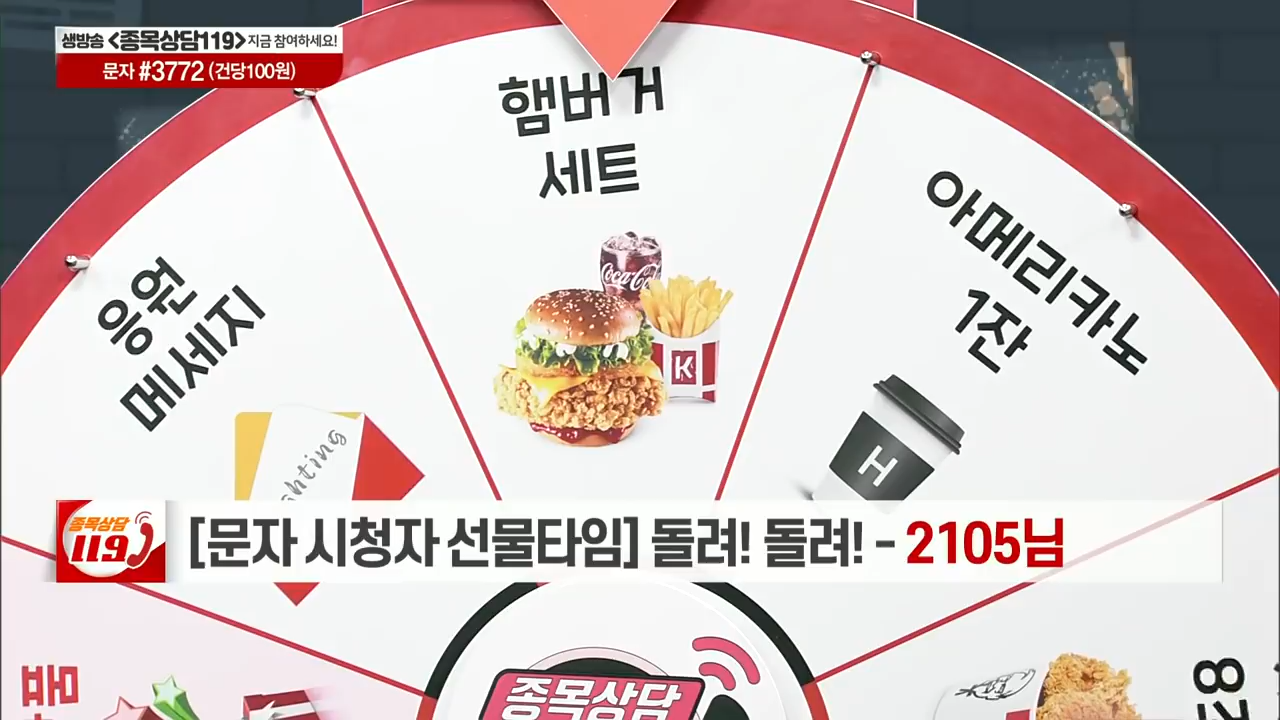 생방송 <종목상담119> 지금 참여하세요!
문자 #3772 (건당100원)
햄버거
세트
응원
메세지
아메리카노
1잔
Coca-Cola
K
H
종목상담
119
[문자 시청자 선물타임] 돌려! 돌려! - 2105님
종목상담